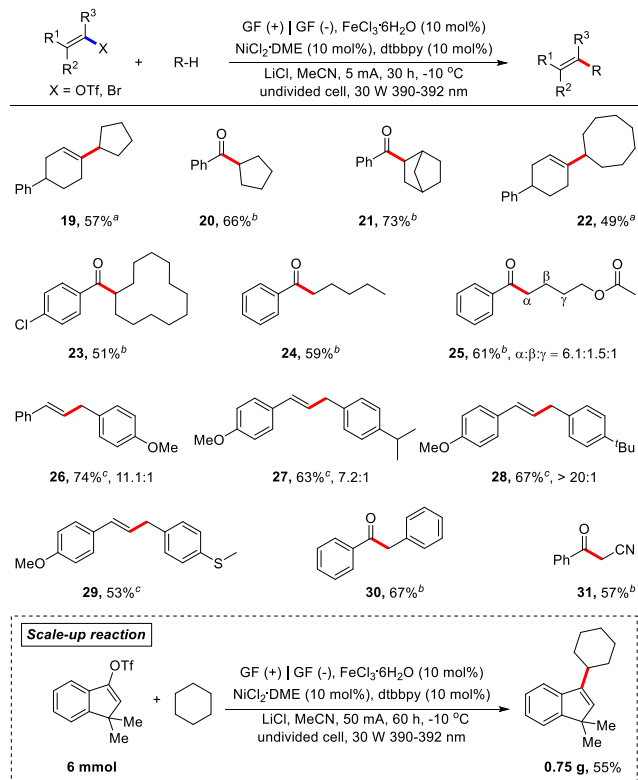 R¹ R³ X R²
X = OTf, Br
+ R-H
GF (+) | GF (-), FeCl₃·6H₂O (10 mol%)
NiCl₂·DME (10 mol%), dtbbpy (10 mol%)
LiCl, MeCN, 5 mA, 30 h, -10 °C
undivided cell, 30 W 390-392 nm
R¹ R³ R R²
Ph
19, 57%ᵃ
O Ph
20, 66%ᵇ
O Ph
21, 73%ᵇ
Ph
22, 49%ᵃ
O Cl
23, 51%ᵇ
O
24, 59%ᵇ
O α β γ O O
25, 61%ᵇ, α:β:γ = 6.1:1.5:1
Ph OMe
26, 74%ᶜ, 11.1:1
MeO
27, 63%ᶜ, 7.2:1
MeO ᵗBu
28, 67%ᶜ, > 20:1
MeO S
29, 53%ᶜ
O
30, 67%ᵇ
O Ph CN
31, 57%ᵇ
Scale-up reaction
OTf Me Me
6 mmol
+
GF (+) | GF (-), FeCl₃·6H₂O (10 mol%)
NiCl₂·DME (10 mol%), dtbbpy (10 mol%)
LiCl, MeCN, 50 mA, 60 h, -10 °C
undivided cell, 30 W 390-392 nm
Me Me
0.75 g, 55%